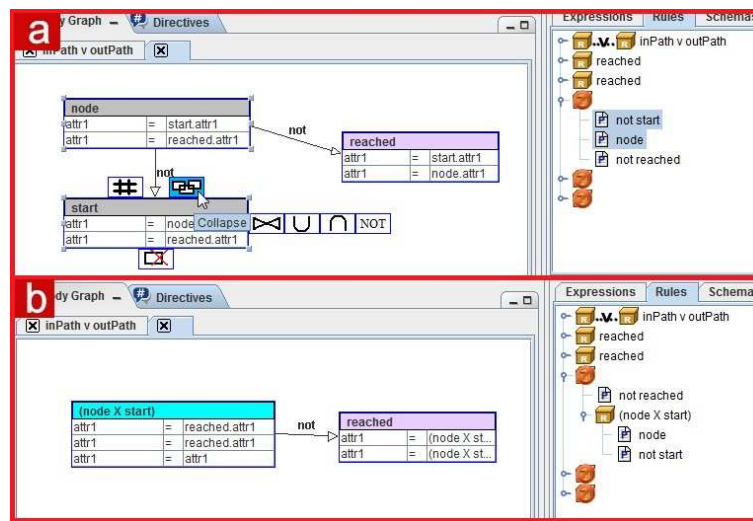 a
dy Graph
Directives
inPath v outPath
node
attr1 = start.attr1
attr1 = reached.attr1
not
reached
attr1 = start.attr1
attr1 = node.attr1
not
start
attr1 = node
attr1 = reached.attr1
Collapse
NOT
Expressions Rules Schemas
..v.. inPath v outPath
reached
reached
not start
node
not reached
b
dy Graph
Directives
inPath v outPath
(node X start)
attr1 = reached.attr1
attr1 = reached.attr1
attr1 = attr1
not
reached
attr1 = (node X st...
attr1 = (node X st...
Expressions Rules Schema
..v.. inPath v outPath
reached
reached
not reached
(node X start)
node
not start